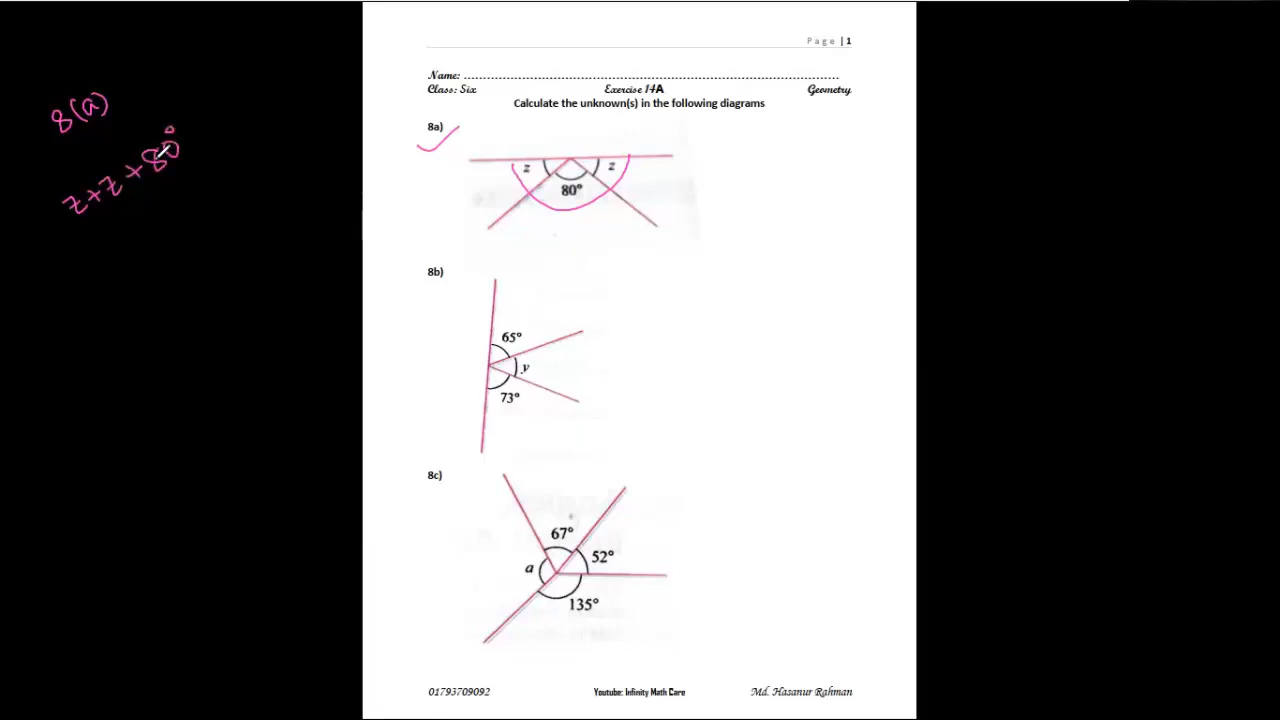 Page | 1
Name: ........................................................................................................
Class: Six Exercise 14A Geometry
Calculate the unknown(s) in the following diagrams
8(a)
z+z+80°
8a)
z z
80°
8b)
65°
y
73°
8c)
67°
52°
a
135°
01793709092 Youtube: Infinity Math Care Md. Hasanur Rahman